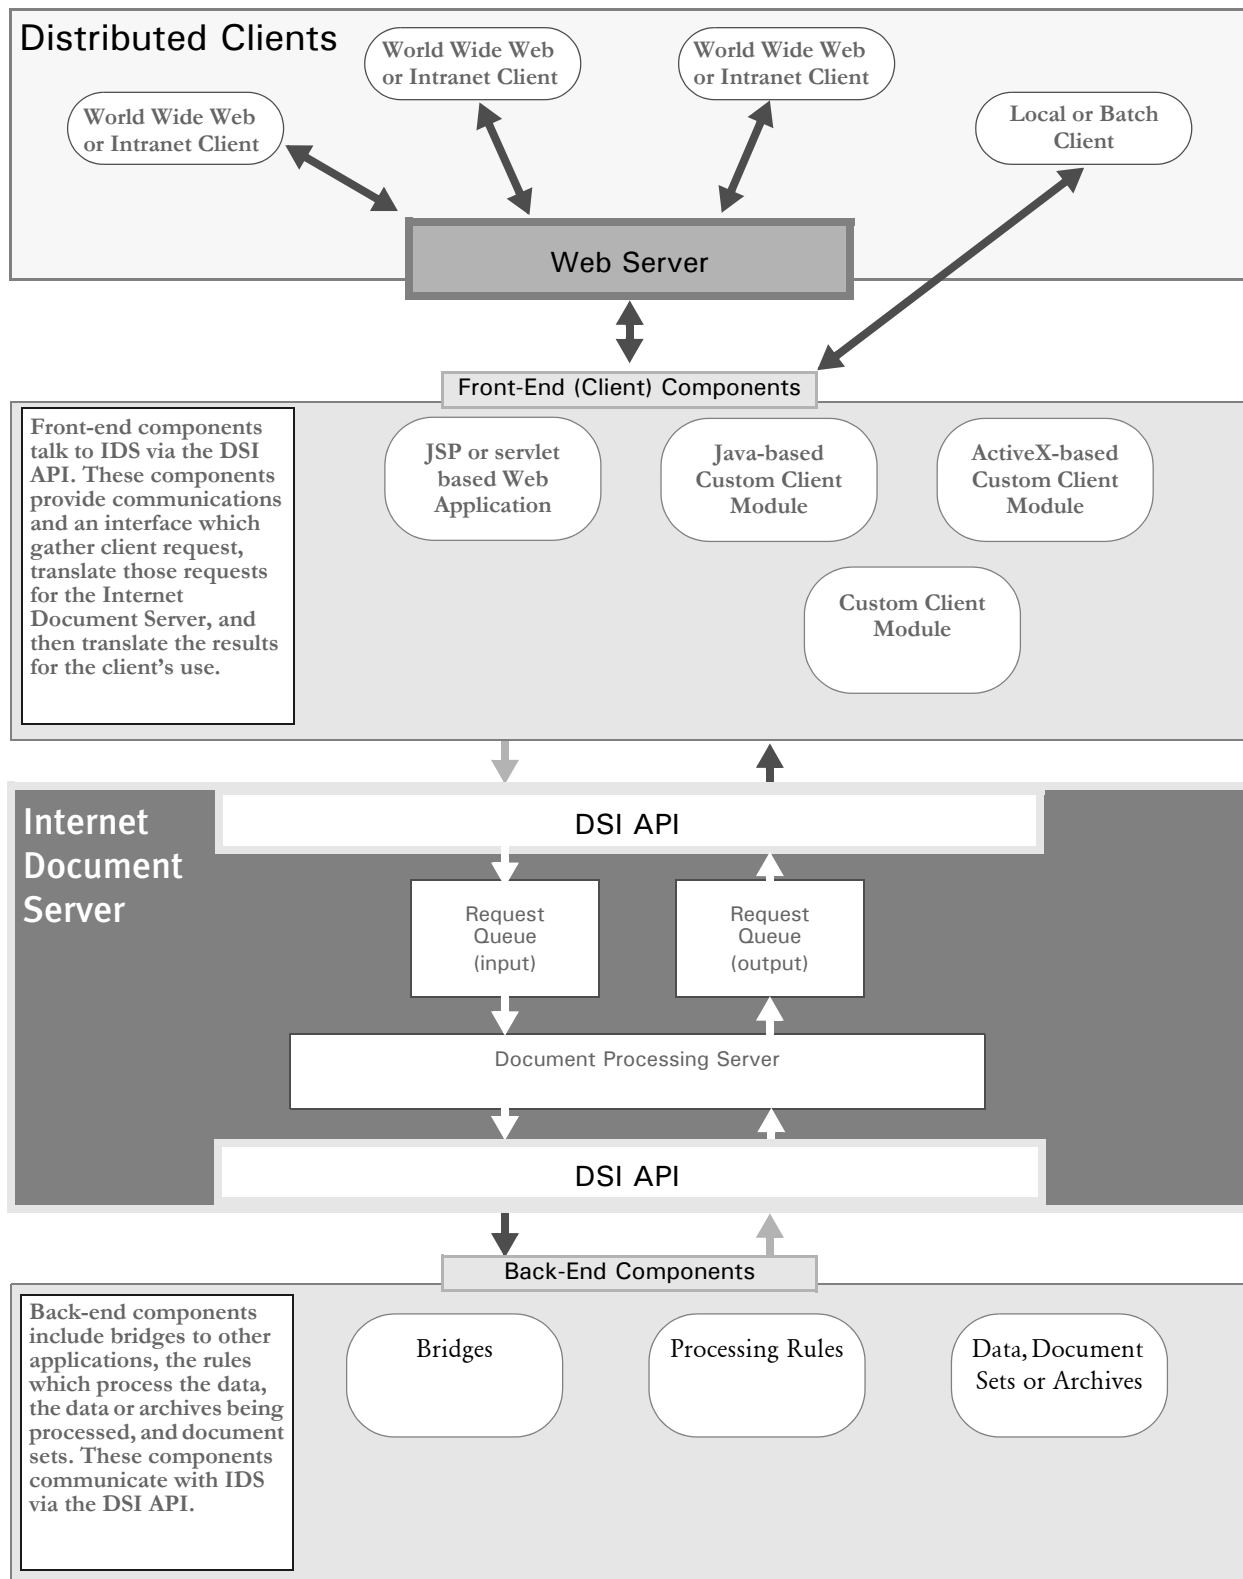 Distributed Clients
World Wide Web
or Intranet Client
World Wide Web
or Intranet Client
World Wide Web
or Intranet Client
Local or Batch
Client
Web Server
Front-End (Client) Components
Front-end components
talk to IDS via the DSI
API. These components
provide communications
and an interface which
gather client request,
translate those requests
for the Internet
Document Server, and
then translate the results
for the client's use.
JSP or servlet
based Web
Application
Java-based
Custom Client
Module
ActiveX-based
Custom Client
Module
Custom Client
Module
Internet
Document
Server
DSI API
Request
Queue
(input)
Request
Queue
(output)
Document Processing Server
DSI API
Back-End Components
Back-end components
include bridges to other
applications, the rules
which process the data,
the data or archives being
processed, and document
sets. These components
communicate with IDS
via the DSI API.
Bridges
Processing Rules
Data, Document
Sets or Archives